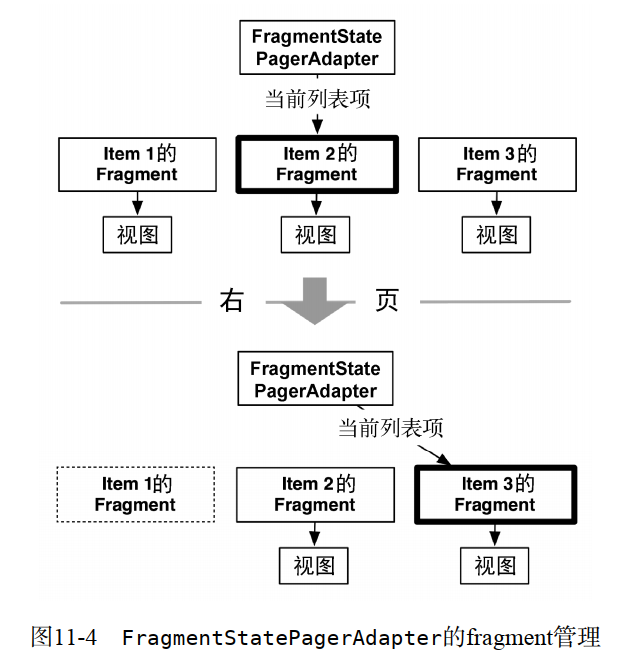 FragmentState
PagerAdapter
当前列表项
Item 1的
Fragment
Item 2的
Fragment
Item 3的
Fragment
视图
视图
视图
右 页
FragmentState
PagerAdapter
当前列表项
Item 1的
Fragment
Item 2的
Fragment
Item 3的
Fragment
视图
视图
图11-4 FragmentStatePagerAdapter的fragment管理